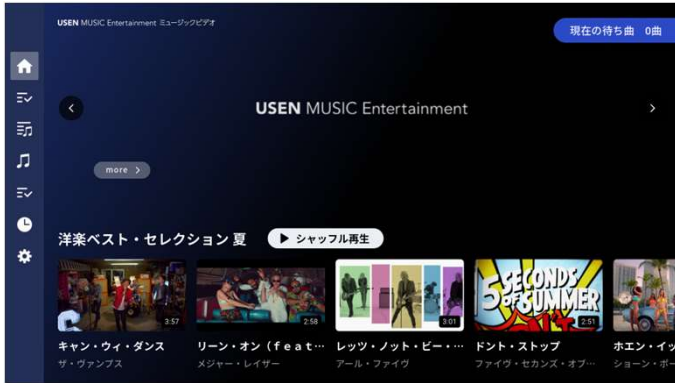 USEN MUSIC Entertainment ミュージックビデオ
現在の待ち曲 0曲
USEN MUSIC Entertainment
more
洋楽ベスト・セレクション 夏
シャッフル再生
3:57
2:58
3:01
5 SECONDS OF SUMMER
2:51
キャン・ウィ・ダンス
リーン・オン（ｆｅａｔ…
レッツ・ノット・ビー・…
ドント・ストップ
ホエン・イッ
ザ・ヴァンプス
メジャー・レイザー
アール・ファイヴ
ファイヴ・セカンズ・オブ…
ショーン・ポー